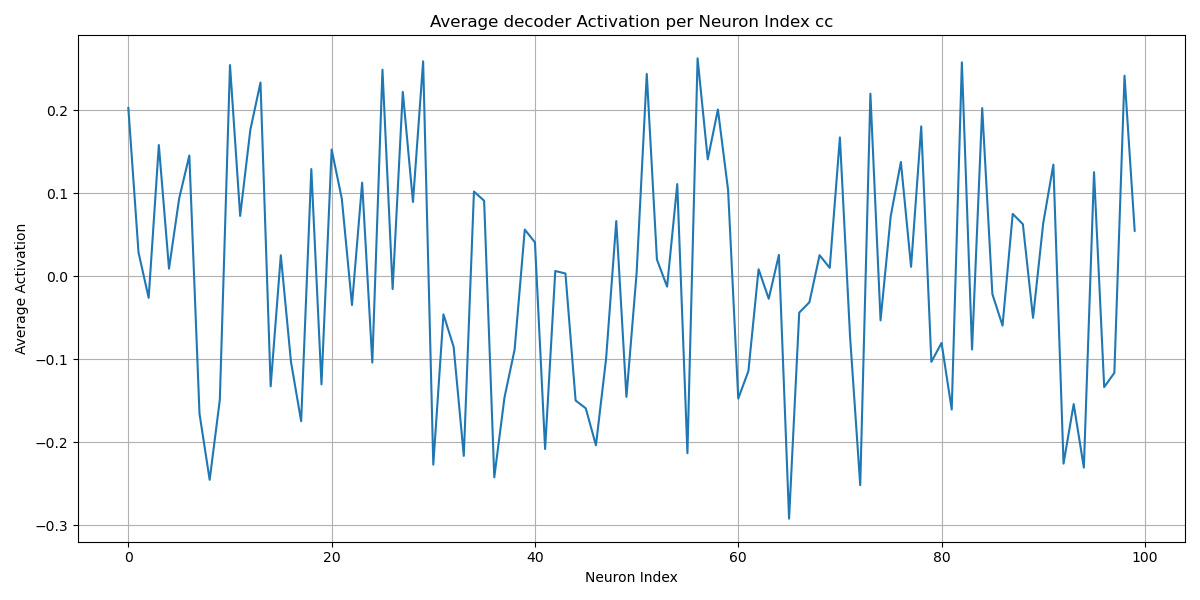 Average decoder Activation per Neuron Index cc
0.2
0.1
0.0
−0.1
−0.2
−0.3
Average Activation
0 20 40 60 80 100
Neuron Index